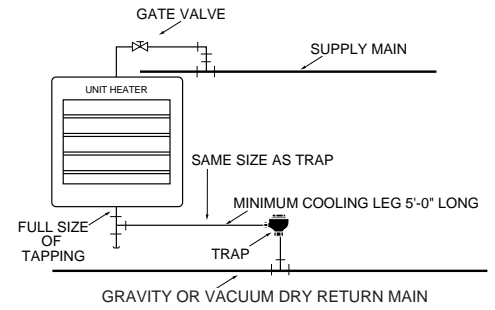 GATE VALVE
SUPPLY MAIN
UNIT HEATER
SAME SIZE AS TRAP
MINIMUM COOLING LEG 5'-0" LONG
FULL SIZE
OF
TAPPING
TRAP
GRAVITY OR VACUUM DRY RETURN MAIN